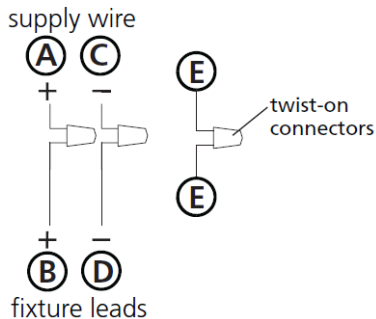 supply wire
A C
+ −
E
twist-on
connectors
E
+ −
B D
fixture leads